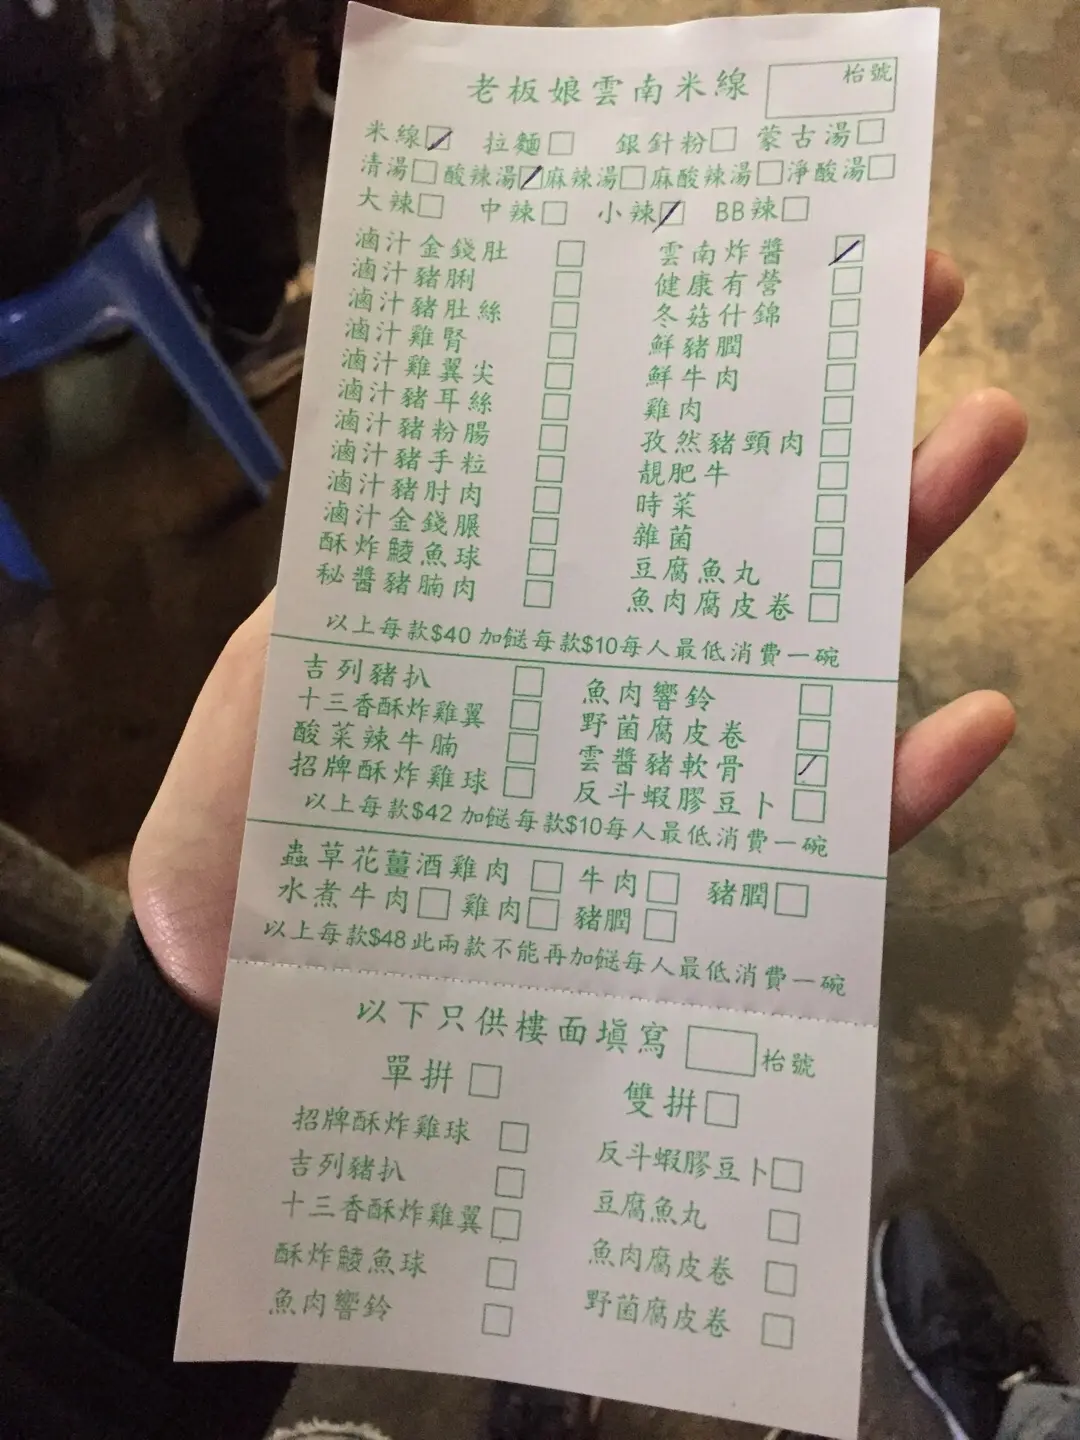 老板娘雲南米線 枱號
米線 拉麵 銀針粉 蒙古湯
清湯 酸辣湯 麻辣湯 麻酸辣湯 淨酸湯
大辣 中辣 小辣 BB辣
滷汁金錢肚 雲南炸醬
滷汁豬脷 健康有營
滷汁豬肚絲 冬菇什錦
滷汁雞腎 鮮豬膶
滷汁雞翼尖 鮮牛肉
滷汁豬耳絲 雞肉
滷汁豬粉腸 孜然豬頸肉
滷汁豬手粒 靚肥牛
滷汁豬肘肉 時菜
滷汁金錢𦟌 雜菌
酥炸鯪魚球 豆腐魚丸
秘醬豬腩肉 魚肉腐皮卷
以上每款$40 加餸每款$10每人最低消費一碗
吉列豬扒 魚肉響鈴
十三香酥炸雞翼 野菌腐皮卷
酸菜辣牛腩 雲醬豬軟骨
招牌酥炸雞球 反斗蝦膠豆卜
以上每款$42 加餸每款$10每人最低消費一碗
蟲草花薑酒雞肉 牛肉 豬膶
水煮牛肉 雞肉 豬膶
以上每款$48 此兩款不能再加餸每人最低消費一碗
以下只供樓面填寫 枱號
單拼 雙拼
招牌酥炸雞球 反斗蝦膠豆卜
吉列豬扒 豆腐魚丸
十三香酥炸雞翼 魚肉腐皮卷
酥炸鯪魚球 野菌腐皮卷
魚肉響鈴